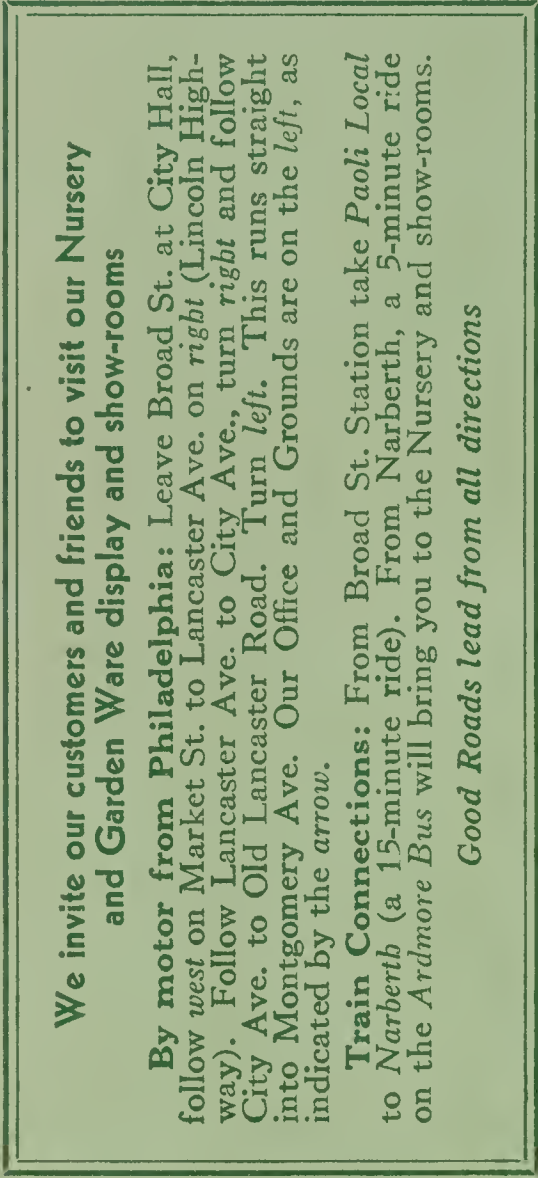 We invite our customers and friends to visit our Nursery
and Garden Ware display and show-rooms
By motor from Philadelphia: Leave Broad St. at City Hall,
follow west on Market St. to Lancaster Ave. on right (Lincoln High-
way). Follow Lancaster Ave. to City Ave., turn right and follow
City Ave. to Old Lancaster Road. Turn left. This runs straight
into Montgomery Ave. Our Office and Grounds are on the left, as
indicated by the arrow.
Train Connections: From Broad St. Station take Paoli Local
to Narberth (a 15-minute ride). From Narberth, a 5-minute ride
on the Ardmore Bus will bring you to the Nursery and show-rooms.
Good Roads lead from all directions